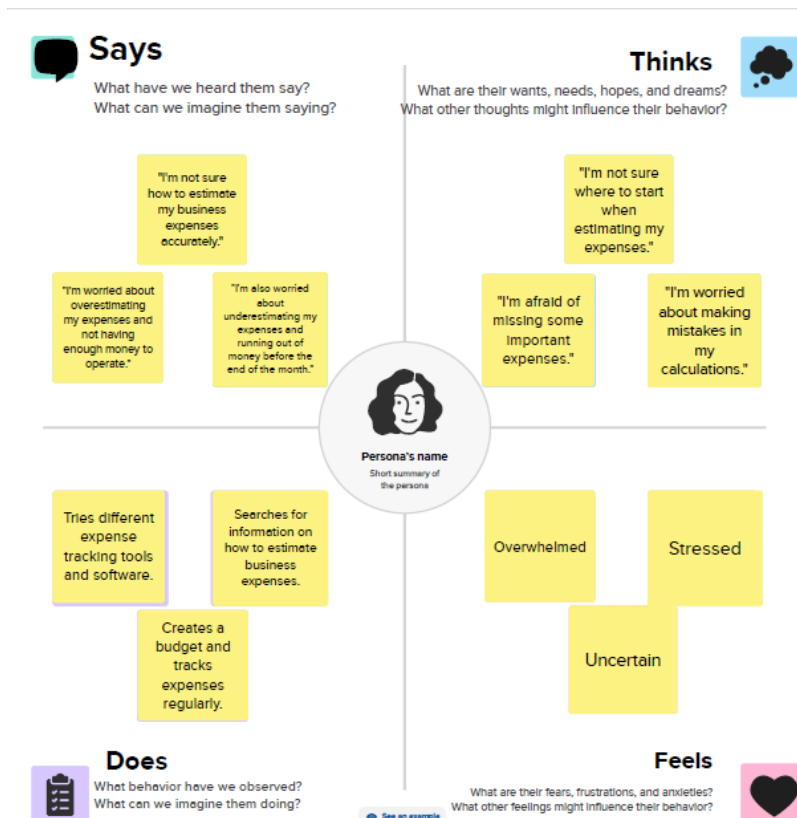 Says
What have we heard them say?
What can we imagine them saying?
"I'm not sure
how to estimate
my business
expenses
accurately."
"I'm worried about
overestimating
my expenses and
not having
enough money to
operate."
"I'm also worried
about
underestimating my
expenses and
running out of
money before the
end of the month."
Thinks
What are their wants, needs, hopes, and dreams?
What other thoughts might influence their behavior?
"I'm not sure
where to start
when
estimating my
expenses."
"I'm afraid of
missing some
important
expenses."
"I'm worried
about making
mistakes in
my
calculations."
Persona's name
Short summary of
the persona
Tries different
expense
tracking tools
and software.
Searches for
information on
how to estimate
business
expenses.
Creates a
budget and
tracks
expenses
regularly.
Does
What behavior have we observed?
What can we imagine them doing?
Overwhelmed
Stressed
Uncertain
Feels
What are their fears, frustrations, and anxieties?
What other feelings might influence their behavior?
See an example